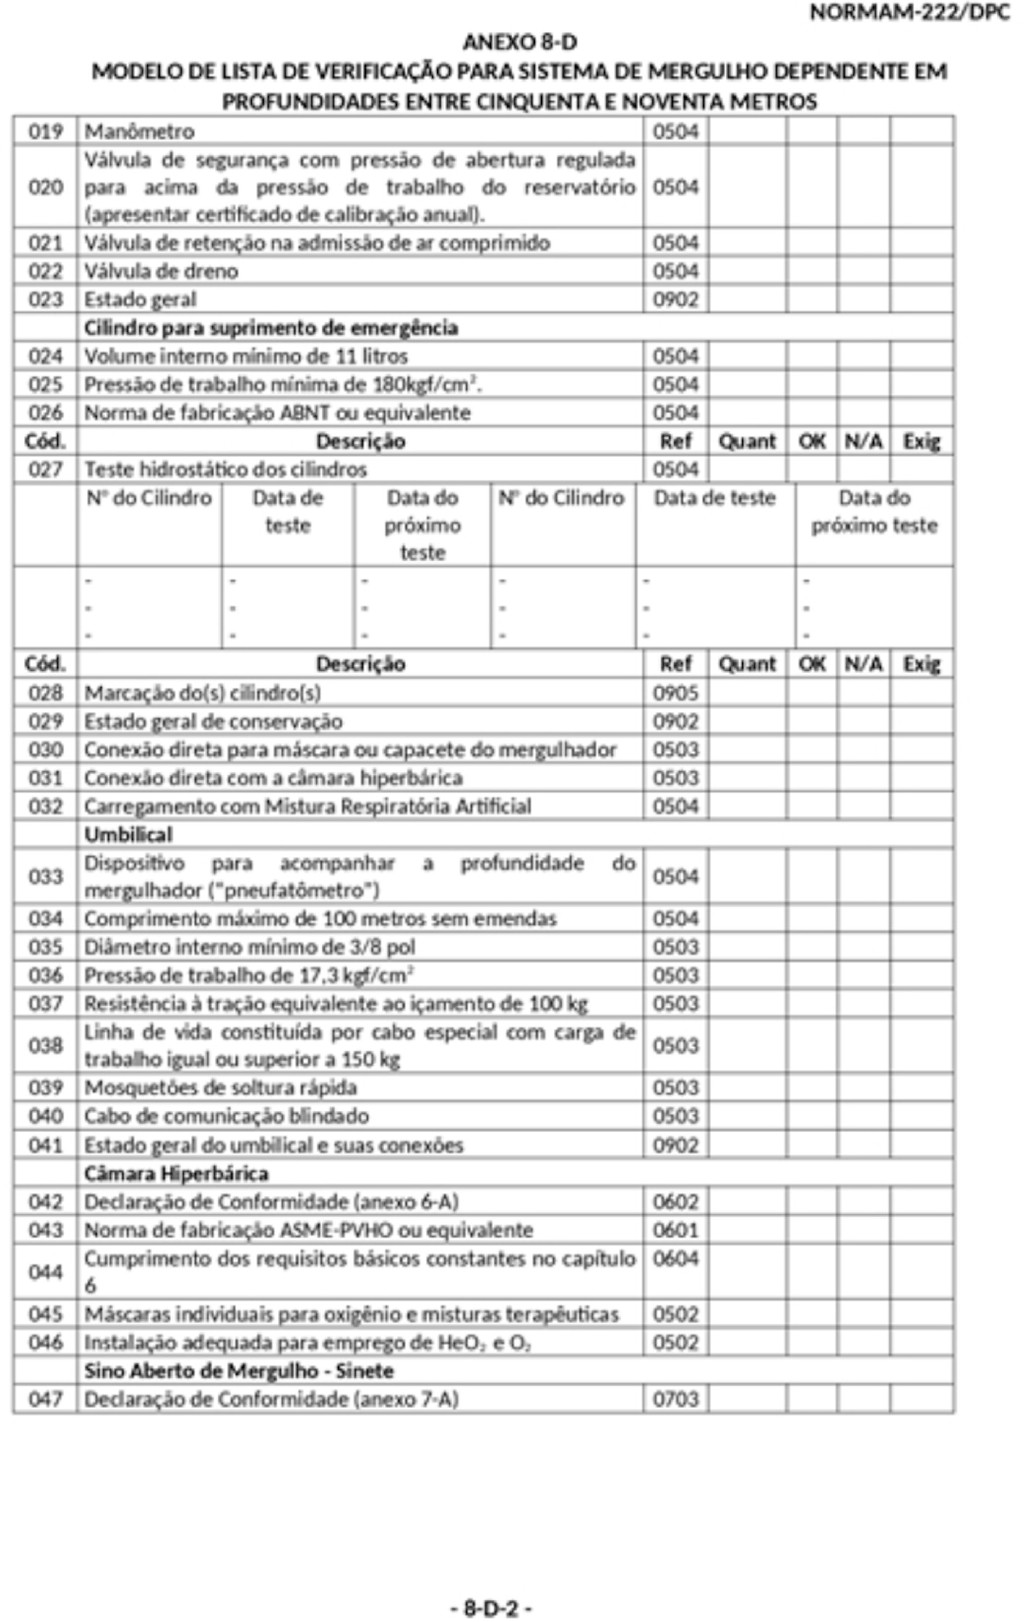 NORMAM-222/DPC
ANEXO 8-D
MODELO DE LISTA DE VERIFICAÇÃO PARA SISTEMA DE MERGULHO DEPENDENTE EM
PROFUNDIDADES ENTRE CINQUENTA E NOVENTA METROS
019 Manômetro 0504
Válvula de segurança com pressão de abertura regulada
020 para acima da pressão de trabalho do reservatório 0504
(apresentar certificado de calibração anual).
021 Válvula de retenção na admissão de ar comprimido 0504
022 Válvula de dreno 0504
023 Estado geral 0902
Cilindro para suprimento de emergência
024 Volume interno mínimo de 11 litros 0504
025 Pressão de trabalho mínima de 180kgf/cm². 0504
026 Norma de fabricação ABNT ou equivalente 0504
Cód. Descrição Ref Quant OK N/A Exig
027 Teste hidrostático dos cilindros 0504
N° do Cilindro Data de Data do N° do Cilindro Data de teste Data do
teste próximo próximo teste
teste
- - - - - -
- - - - - -
- - - - - -
Cód. Descrição Ref Quant OK N/A Exig
028 Marcação do(s) cilindro(s) 0905
029 Estado geral de conservação 0902
030 Conexão direta para máscara ou capacete do mergulhador 0503
031 Conexão direta com a câmara hiperbárica 0503
032 Carregamento com Mistura Respiratória Artificial 0504
Umbilical
Dispositivo para acompanhar a profundidade do
033 mergulhador ("pneufatômetro") 0504
034 Comprimento máximo de 100 metros sem emendas 0504
035 Diâmetro interno mínimo de 3/8 pol 0503
036 Pressão de trabalho de 17,3 kgf/cm² 0503
037 Resistência à tração equivalente ao içamento de 100 kg 0503
Linha de vida constituída por cabo especial com carga de
038 trabalho igual ou superior a 150 kg 0503
039 Mosquetões de soltura rápida 0503
040 Cabo de comunicação blindado 0503
041 Estado geral do umbilical e suas conexões 0902
Câmara Hiperbárica
042 Declaração de Conformidade (anexo 6-A) 0602
043 Norma de fabricação ASME-PVHO ou equivalente 0601
044 Cumprimento dos requisitos básicos constantes no capítulo 0604
6
045 Máscaras individuais para oxigênio e misturas terapêuticas 0502
046 Instalação adequada para emprego de HeO₂ e O₂ 0502
Sino Aberto de Mergulho - Sinete
047 Declaração de Conformidade (anexo 7-A) 0703
- 8-D-2 -